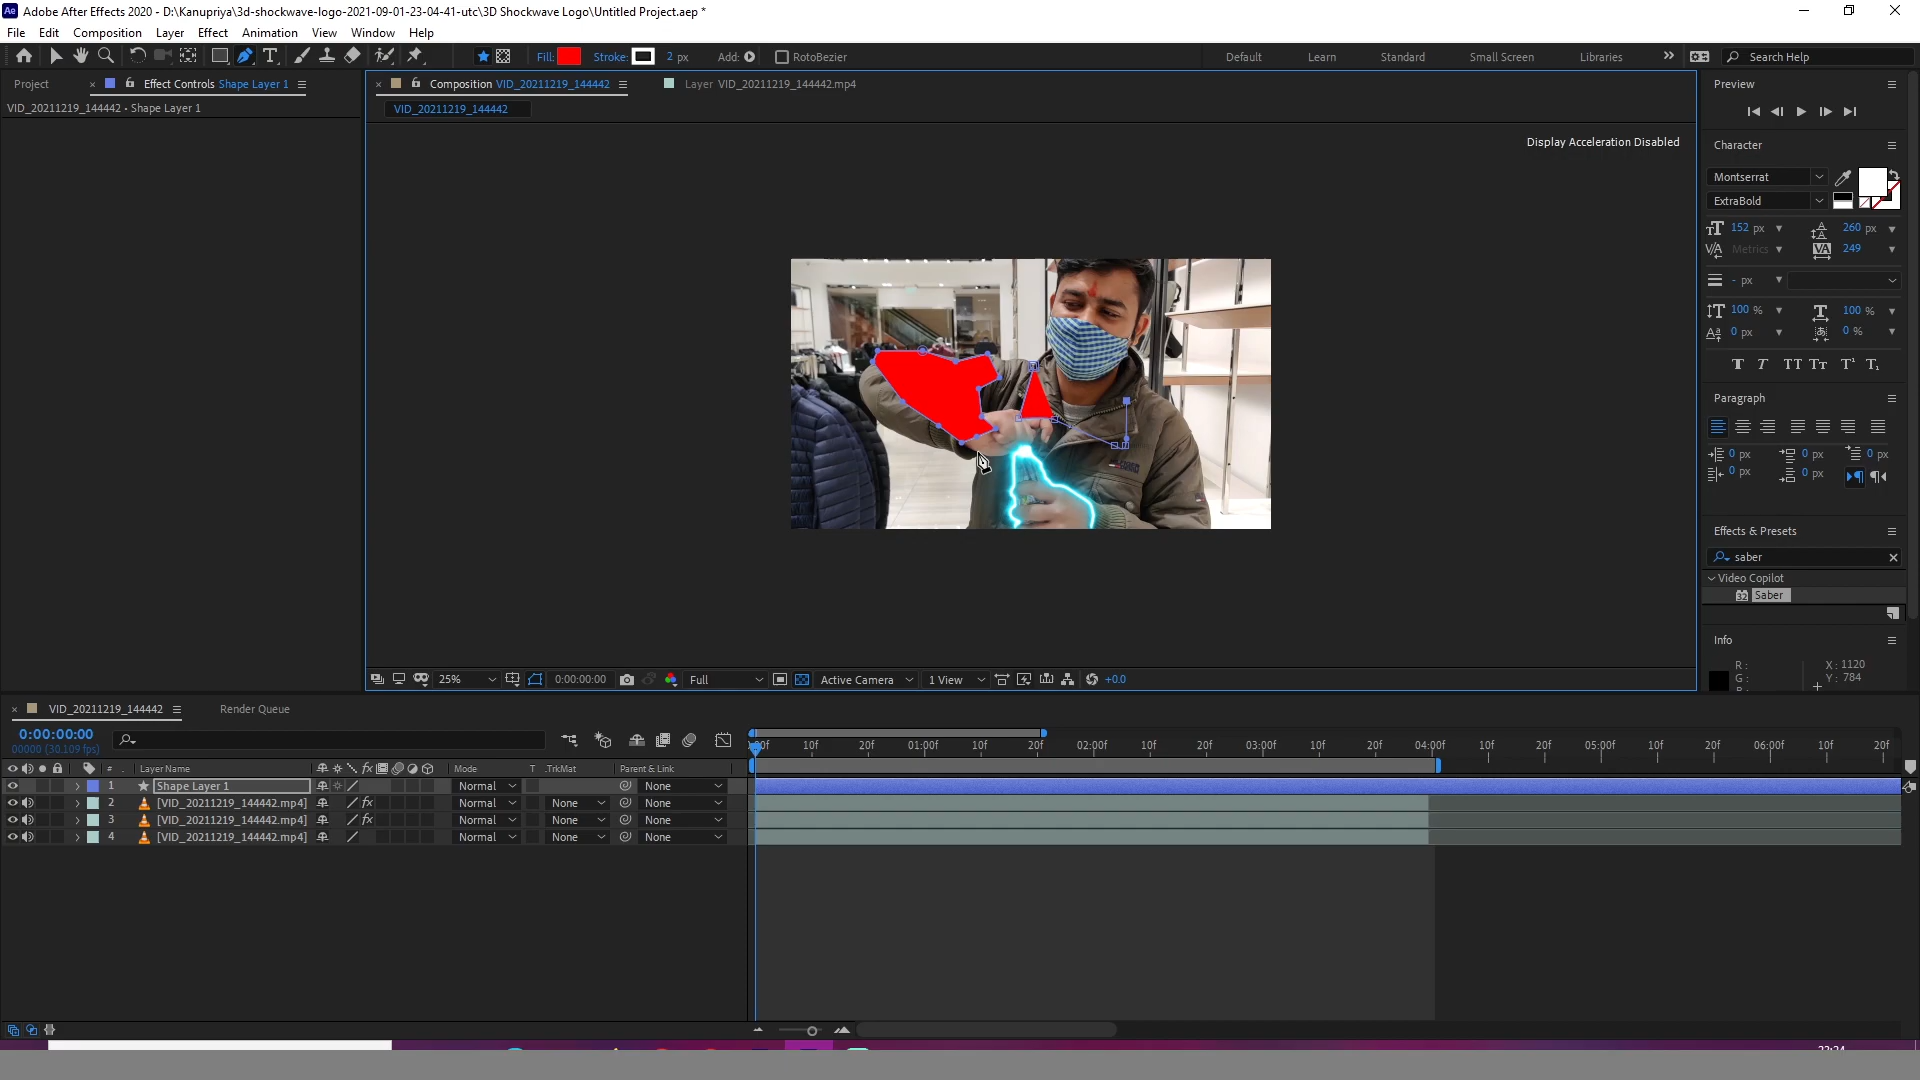 Adobe After Effects 2020 - D:\Kanupriya\3d-shockwave-logo-2021-09-01-23-04-41-utc\3D Shockwave Logo\Untitled Project.aep *
File Edit Composition Layer Effect Animation View Window Help
Fill: Stroke: 2 px Add: RotoBezier Default Learn Standard Small Screen Libraries Search Help
Project Effect Controls Shape Layer 1 Composition VID_20211219_144442 Layer VID_20211219_144442.mp4 Preview
VID_20211219_144442 • Shape Layer 1 VID_20211219_144442
Display Acceleration Disabled
Character
Montserrat
ExtraBold
152 px 260 px
Metrics 249
- px
100 % 100 %
0 px 0 %
Paragraph
0 px 0 px 0 px
0 px 0 px
Effects & Presets
saber
Video Copilot
32 Saber
Info
R: X: 1120
G: Y: 784
25% 0:00:00:00 Full Active Camera 1 View +0.0
VID_20211219_144442 Render Queue
0:00:00:00
00000 (30.109 fps)
10f 20f 01:00f 10f 20f 02:00f 10f 20f 03:00f 10f 20f 04:00f 10f 20f 05:00f 10f 20f 06:00f 10f 20f
# Layer Name Mode T .TrkMat Parent & Link
1 Shape Layer 1 Normal None
2 [VID_20211219_144442.mp4] Normal None None
3 [VID_20211219_144442.mp4] Normal None None
4 [VID_20211219_144442.mp4] Normal None None